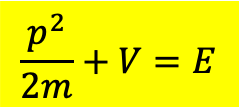 p²/2m + V = E